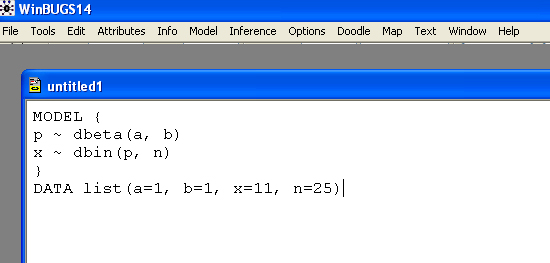 WinBUGS14
File Tools Edit Attributes Info Model Inference Options Doodle Map Text Window Help
untitled1
MODEL {
p ~ dbeta(a, b)
x ~ dbin(p, n)
}
DATA list(a=1, b=1, x=11, n=25)